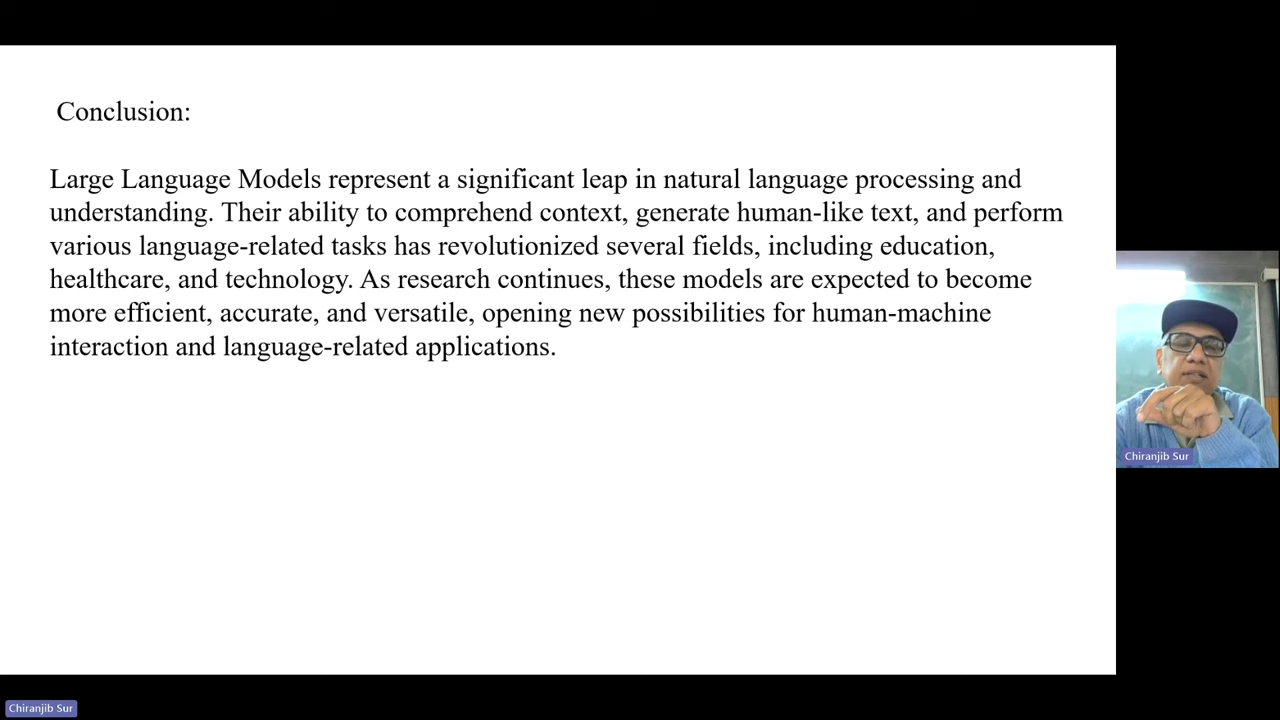 Conclusion:
Large Language Models represent a significant leap in natural language processing and
understanding. Their ability to comprehend context, generate human-like text, and perform
various language-related tasks has revolutionized several fields, including education,
healthcare, and technology. As research continues, these models are expected to become
more efficient, accurate, and versatile, opening new possibilities for human-machine
interaction and language-related applications.
Chiranjib Sur
Chiranjib Sur